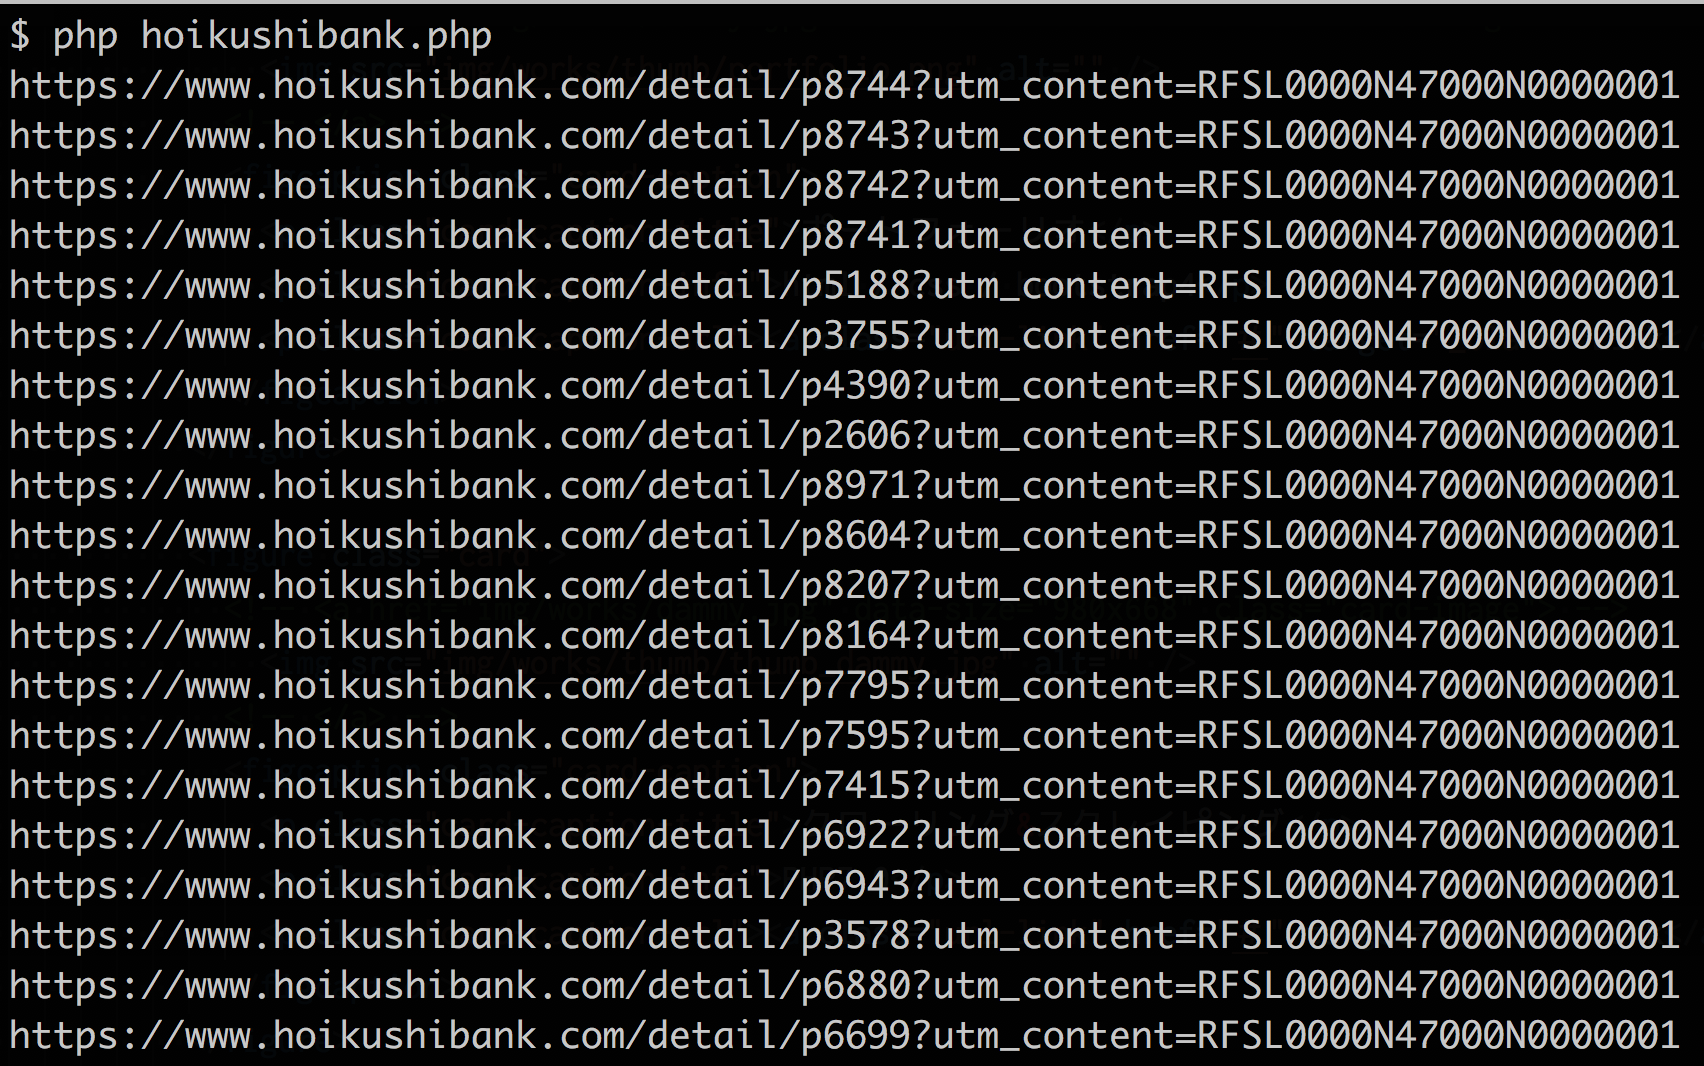 $ php hoikushibank.php
https://www.hoikushibank.com/detail/p8744?utm_content=RFSL0000N47000N0000001
https://www.hoikushibank.com/detail/p8743?utm_content=RFSL0000N47000N0000001
https://www.hoikushibank.com/detail/p8742?utm_content=RFSL0000N47000N0000001
https://www.hoikushibank.com/detail/p8741?utm_content=RFSL0000N47000N0000001
https://www.hoikushibank.com/detail/p5188?utm_content=RFSL0000N47000N0000001
https://www.hoikushibank.com/detail/p3755?utm_content=RFSL0000N47000N0000001
https://www.hoikushibank.com/detail/p4390?utm_content=RFSL0000N47000N0000001
https://www.hoikushibank.com/detail/p2606?utm_content=RFSL0000N47000N0000001
https://www.hoikushibank.com/detail/p8971?utm_content=RFSL0000N47000N0000001
https://www.hoikushibank.com/detail/p8604?utm_content=RFSL0000N47000N0000001
https://www.hoikushibank.com/detail/p8207?utm_content=RFSL0000N47000N0000001
https://www.hoikushibank.com/detail/p8164?utm_content=RFSL0000N47000N0000001
https://www.hoikushibank.com/detail/p7795?utm_content=RFSL0000N47000N0000001
https://www.hoikushibank.com/detail/p7595?utm_content=RFSL0000N47000N0000001
https://www.hoikushibank.com/detail/p7415?utm_content=RFSL0000N47000N0000001
https://www.hoikushibank.com/detail/p6922?utm_content=RFSL0000N47000N0000001
https://www.hoikushibank.com/detail/p6943?utm_content=RFSL0000N47000N0000001
https://www.hoikushibank.com/detail/p3578?utm_content=RFSL0000N47000N0000001
https://www.hoikushibank.com/detail/p6880?utm_content=RFSL0000N47000N0000001
https://www.hoikushibank.com/detail/p6699?utm_content=RFSL0000N47000N0000001